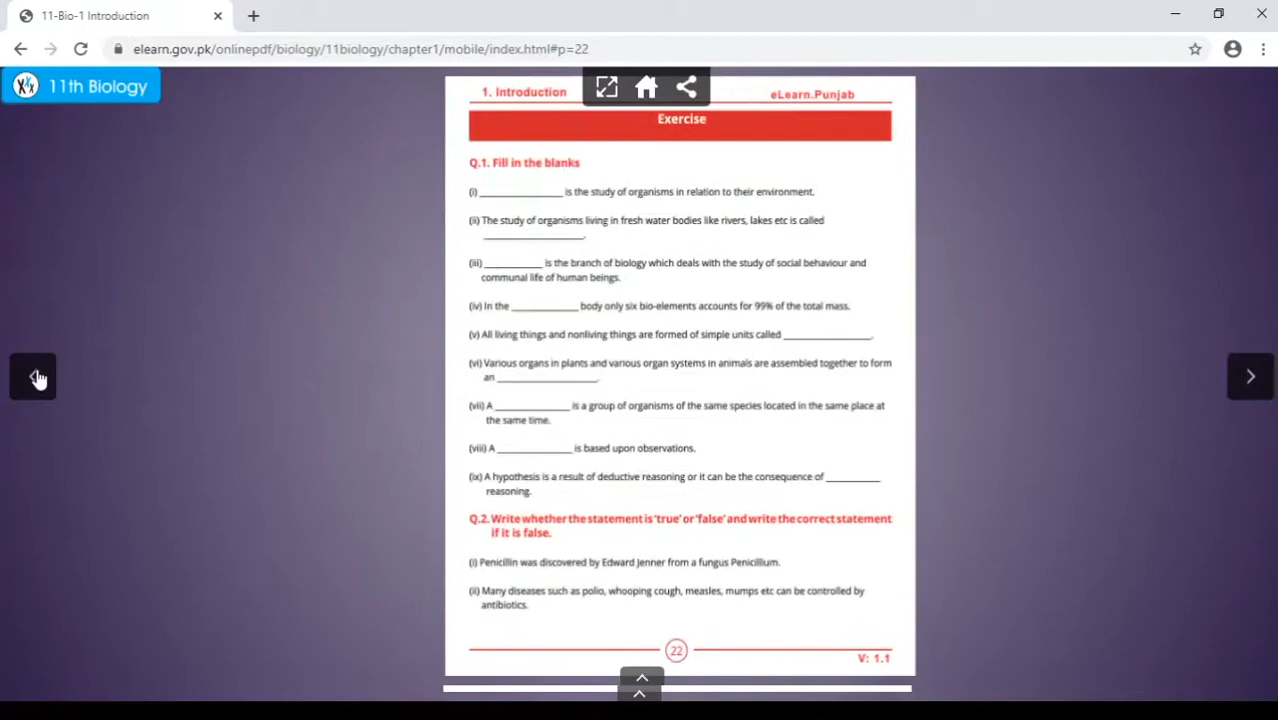 11-Bio-1 Introduction
elearn.gov.pk/onlinepdf/biology/11biology/chapter1/mobile/index.html#p=22
11th Biology
1. Introduction
eLearn.Punjab
Exercise
Q.1. Fill in the blanks
(i) ________________ is the study of organisms in relation to their environment.
(ii) The study of organisms living in fresh water bodies like rivers, lakes etc is called
____________________.
(iii) ____________ is the branch of biology which deals with the study of social behaviour and
communal life of human beings.
(iv) In the _____________ body only six bio-elements accounts for 99% of the total mass.
(v) All living things and nonliving things are formed of simple units called _________________.
(vi) Various organs in plants and various organ systems in animals are assembled together to form
an ____________________.
(vii) A _______________ is a group of organisms of the same species located in the same place at
the same time.
(viii) A _______________ is based upon observations.
(ix) A hypothesis is a result of deductive reasoning or it can be the consequence of ___________
reasoning.
Q.2. Write whether the statement is 'true' or 'false' and write the correct statement
if it is false.
(i) Penicillin was discovered by Edward Jenner from a fungus Penicillium.
(ii) Many diseases such as polio, whooping cough, measles, mumps etc can be controlled by
antibiotics.
22
V: 1.1